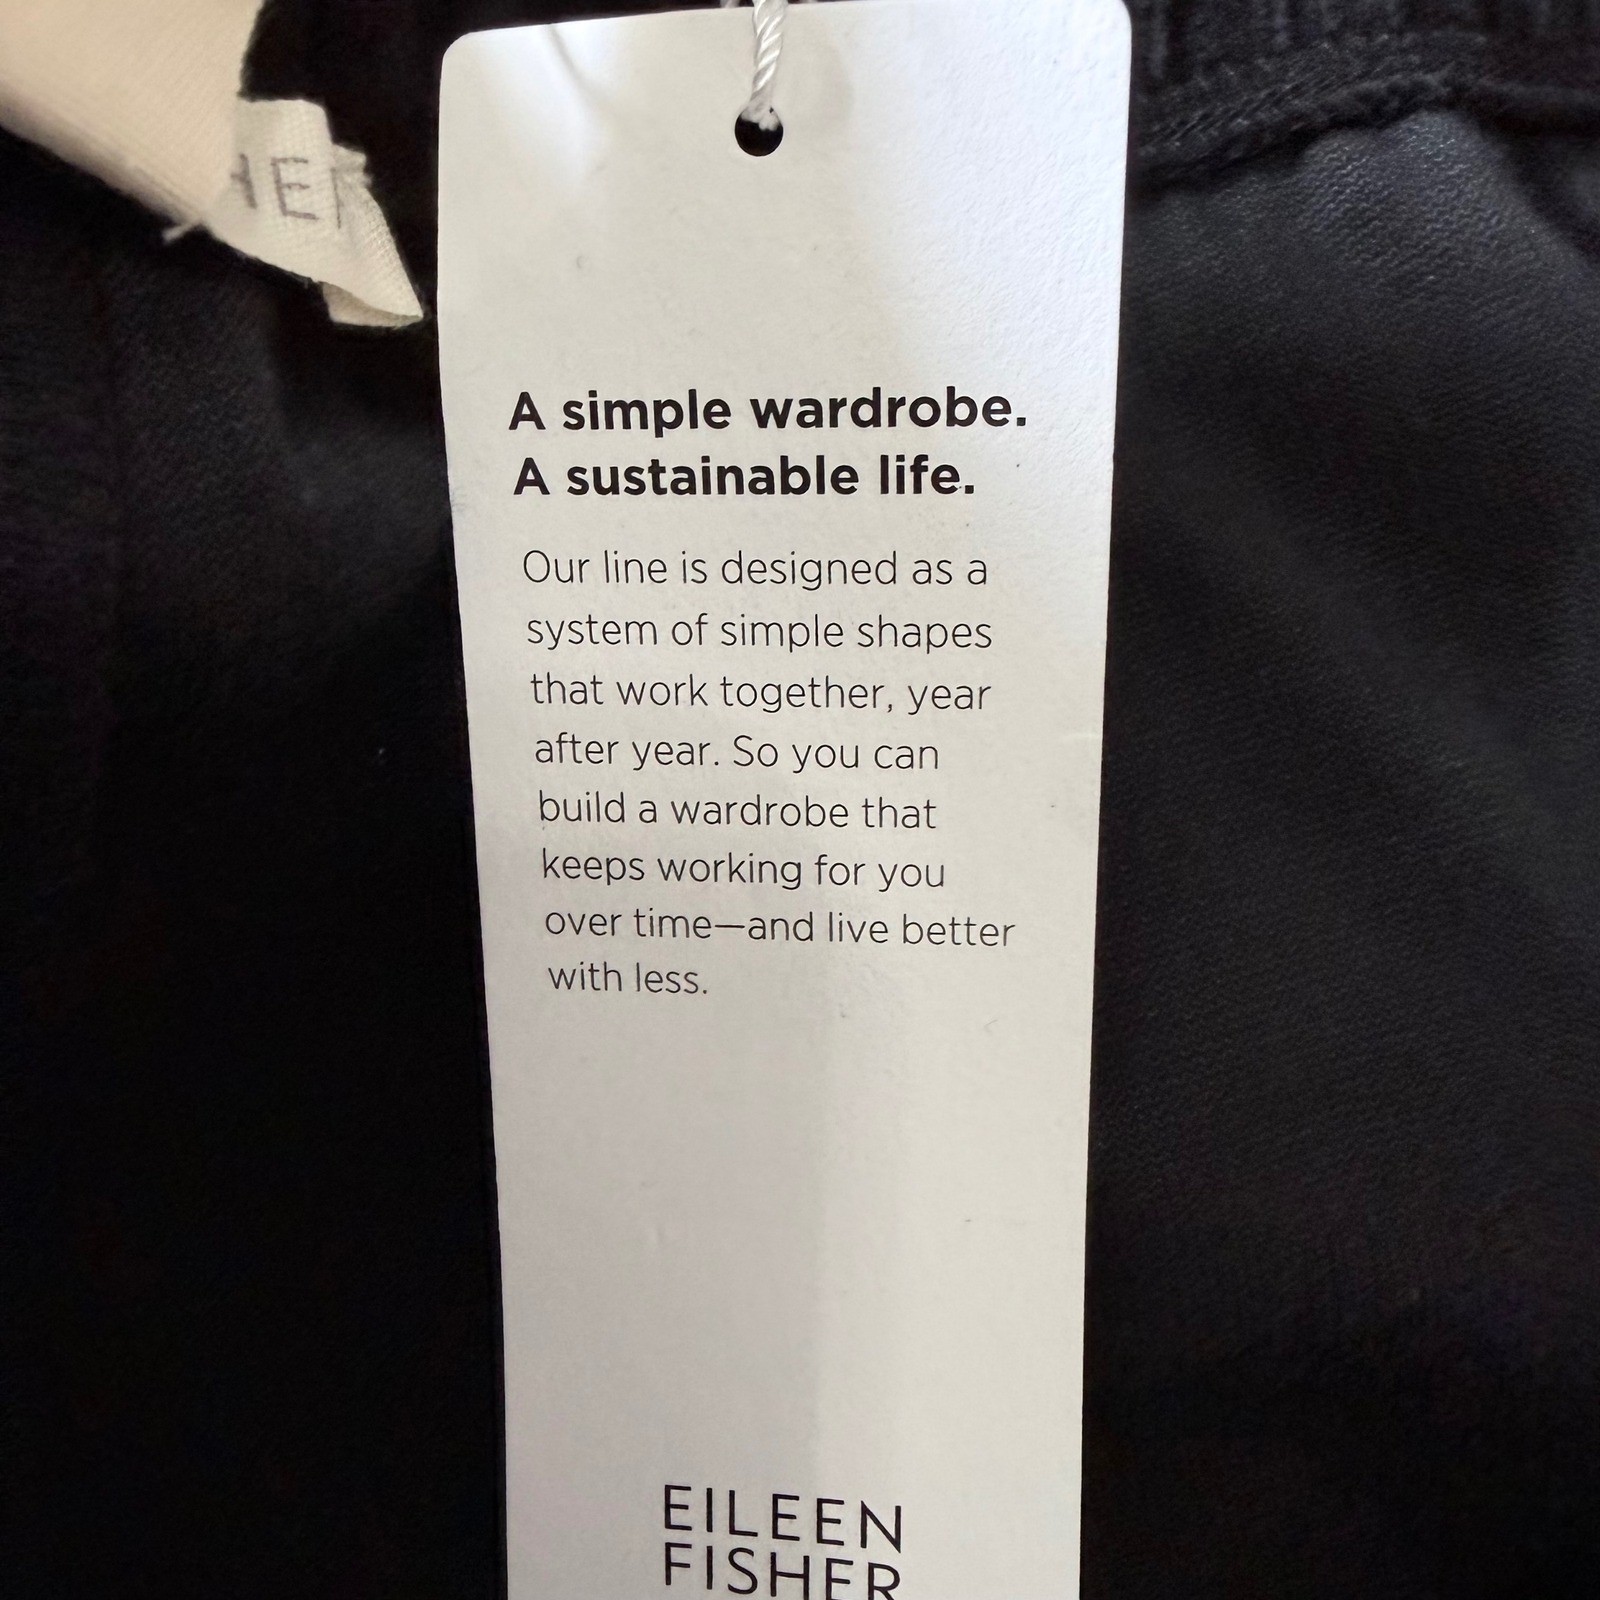 HE
A simple wardrobe.
A sustainable life.
Our line is designed as a
system of simple shapes
that work together, year
after year. So you can
build a wardrobe that
keeps working for you
over time—and live better
with less.
EILEEN
FISHER